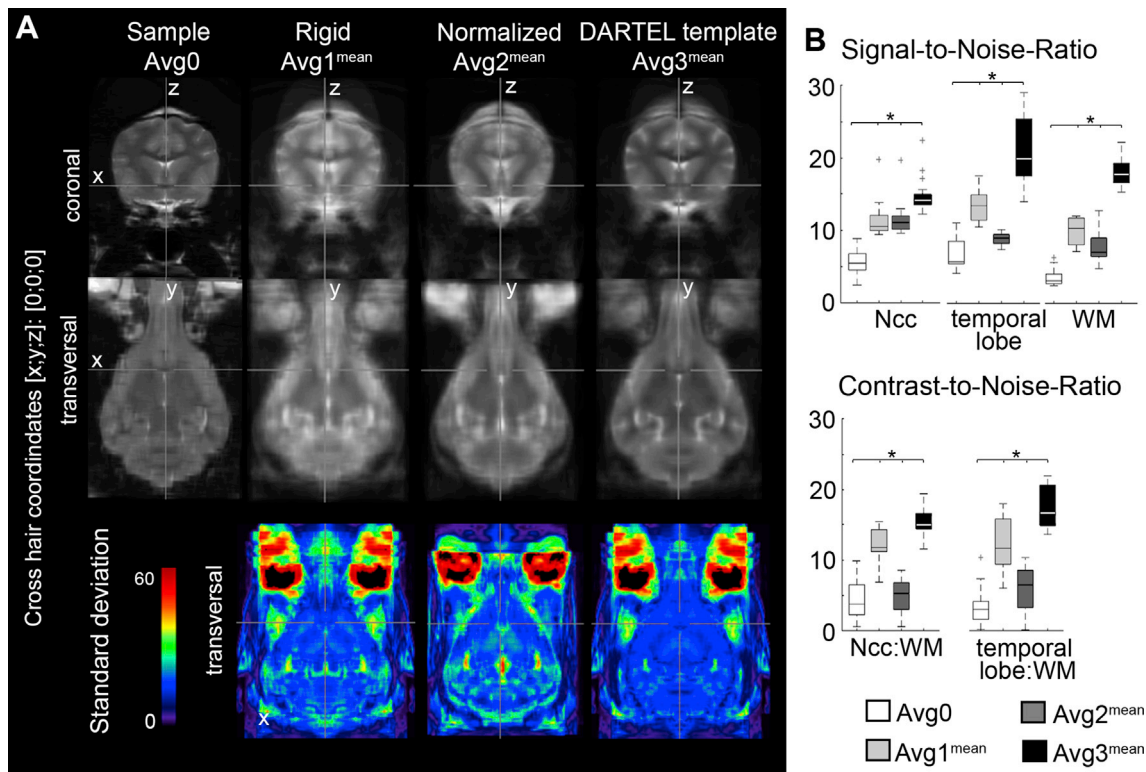 A
Sample
Avg0
Rigid
Avg1mean
Normalized
Avg2mean
DARTEL template
Avg3mean
z
x
coronal
y
x
transversal
Cross hair coordindates [x;y;z]: [0;0;0]
Standard deviation
60
0
transversal
x
B
Signal-to-Noise-Ratio
30
20
10
0
*
*
*
Ncc
temporal
lobe
WM
Contrast-to-Noise-Ratio
30
20
10
0
*
*
Ncc:WM
temporal
lobe:WM
Avg0
Avg1mean
Avg2mean
Avg3mean